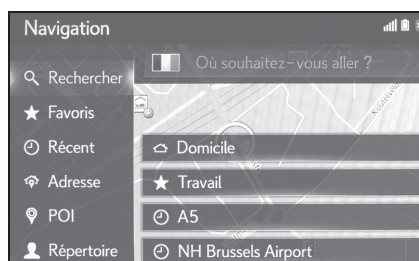 Navigation
Où souhaitez-vous aller ?
Rechercher
Favoris
Récent
Adresse
POI
Répertoire
Domicile
Travail
A5
NH Brussels Airport